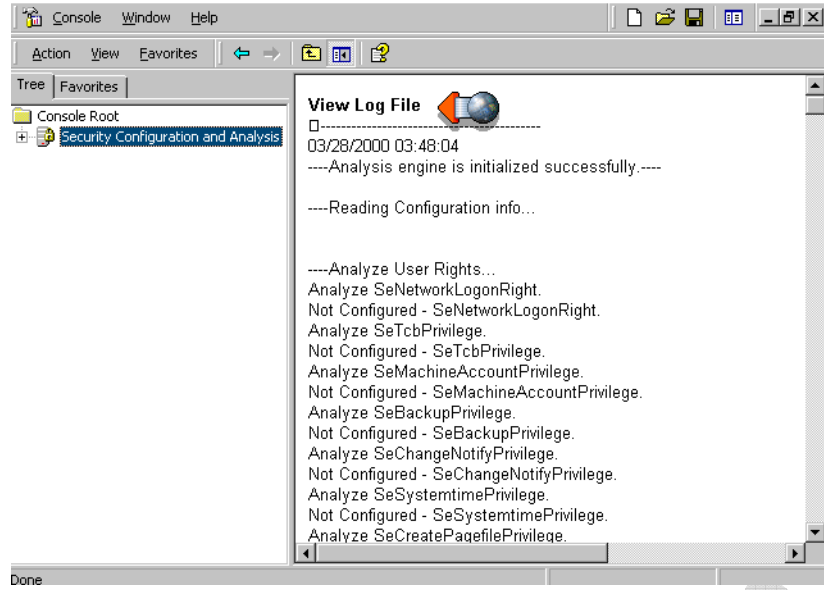 Console Window Help
Action View Favorites
Tree Favorites
Console Root
Security Configuration and Analysis
View Log File
-------------------------------------------
03/28/2000 03:48:04
----Analysis engine is initialized successfully.----
----Reading Configuration info...
----Analyze User Rights...
Analyze SeNetworkLogonRight.
Not Configured - SeNetworkLogonRight.
Analyze SeTcbPrivilege.
Not Configured - SeTcbPrivilege.
Analyze SeMachineAccountPrivilege.
Not Configured - SeMachineAccountPrivilege.
Analyze SeBackupPrivilege.
Not Configured - SeBackupPrivilege.
Analyze SeChangeNotifyPrivilege.
Not Configured - SeChangeNotifyPrivilege.
Analyze SeSystemtimePrivilege.
Not Configured - SeSystemtimePrivilege.
Analyze SeCreatePagefilePrivilege.
Done